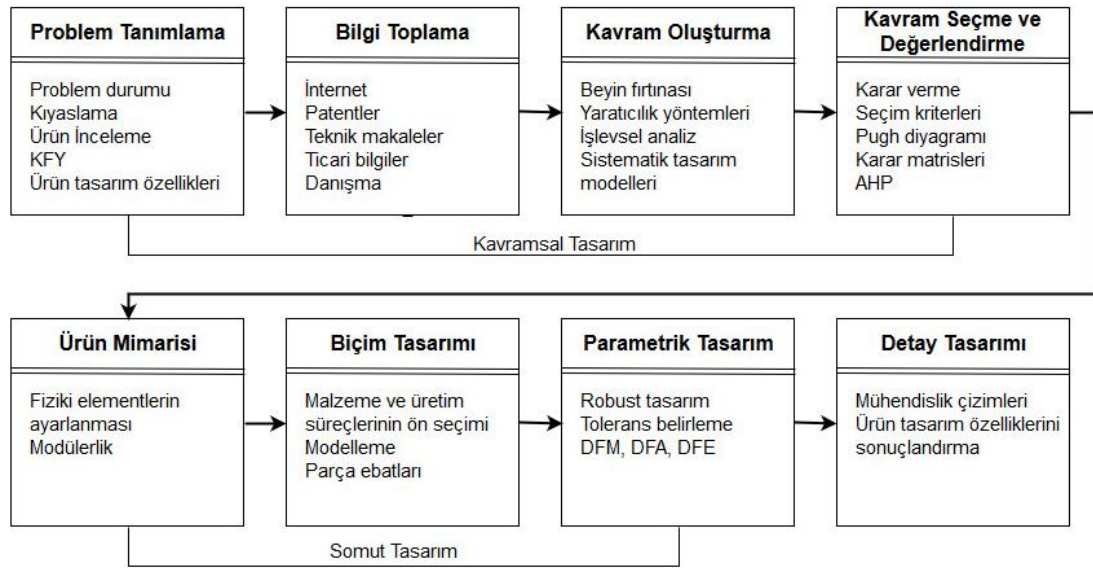 Problem Tanımlama
Problem durumu
Kıyaslama
Ürün İnceleme
KFY
Ürün tasarım özellikleri
Bilgi Toplama
İnternet
Patentler
Teknik makaleler
Ticari bilgiler
Danışma
Kavram Oluşturma
Beyin fırtınası
Yaratıcılık yöntemleri
İşlevsel analiz
Sistematik tasarım
modelleri
Kavram Seçme ve
Değerlendirme
Karar verme
Seçim kriterleri
Pugh diyagramı
Karar matrisleri
AHP
Kavramsal Tasarım
Ürün Mimarisi
Fiziki elementlerin
ayarlanması
Modülerlik
Biçim Tasarımı
Malzeme ve üretim
süreçlerinin ön seçimi
Modelleme
Parça ebatları
Parametrik Tasarım
Robust tasarım
Tolerans belirleme
DFM, DFA, DFE
Detay Tasarımı
Mühendislik çizimleri
Ürün tasarım özelliklerini
sonuçlandırma
Somut Tasarım